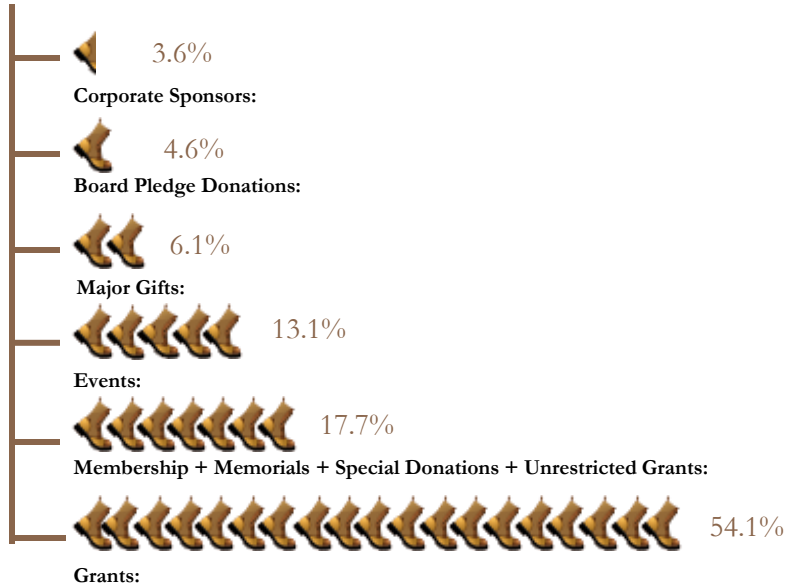 3.6%
Corporate Sponsors:
4.6%
Board Pledge Donations:
6.1%
Major Gifts:
13.1%
Events:
17.7%
Membership + Memorials + Special Donations + Unrestricted Grants:
54.1%
Grants: